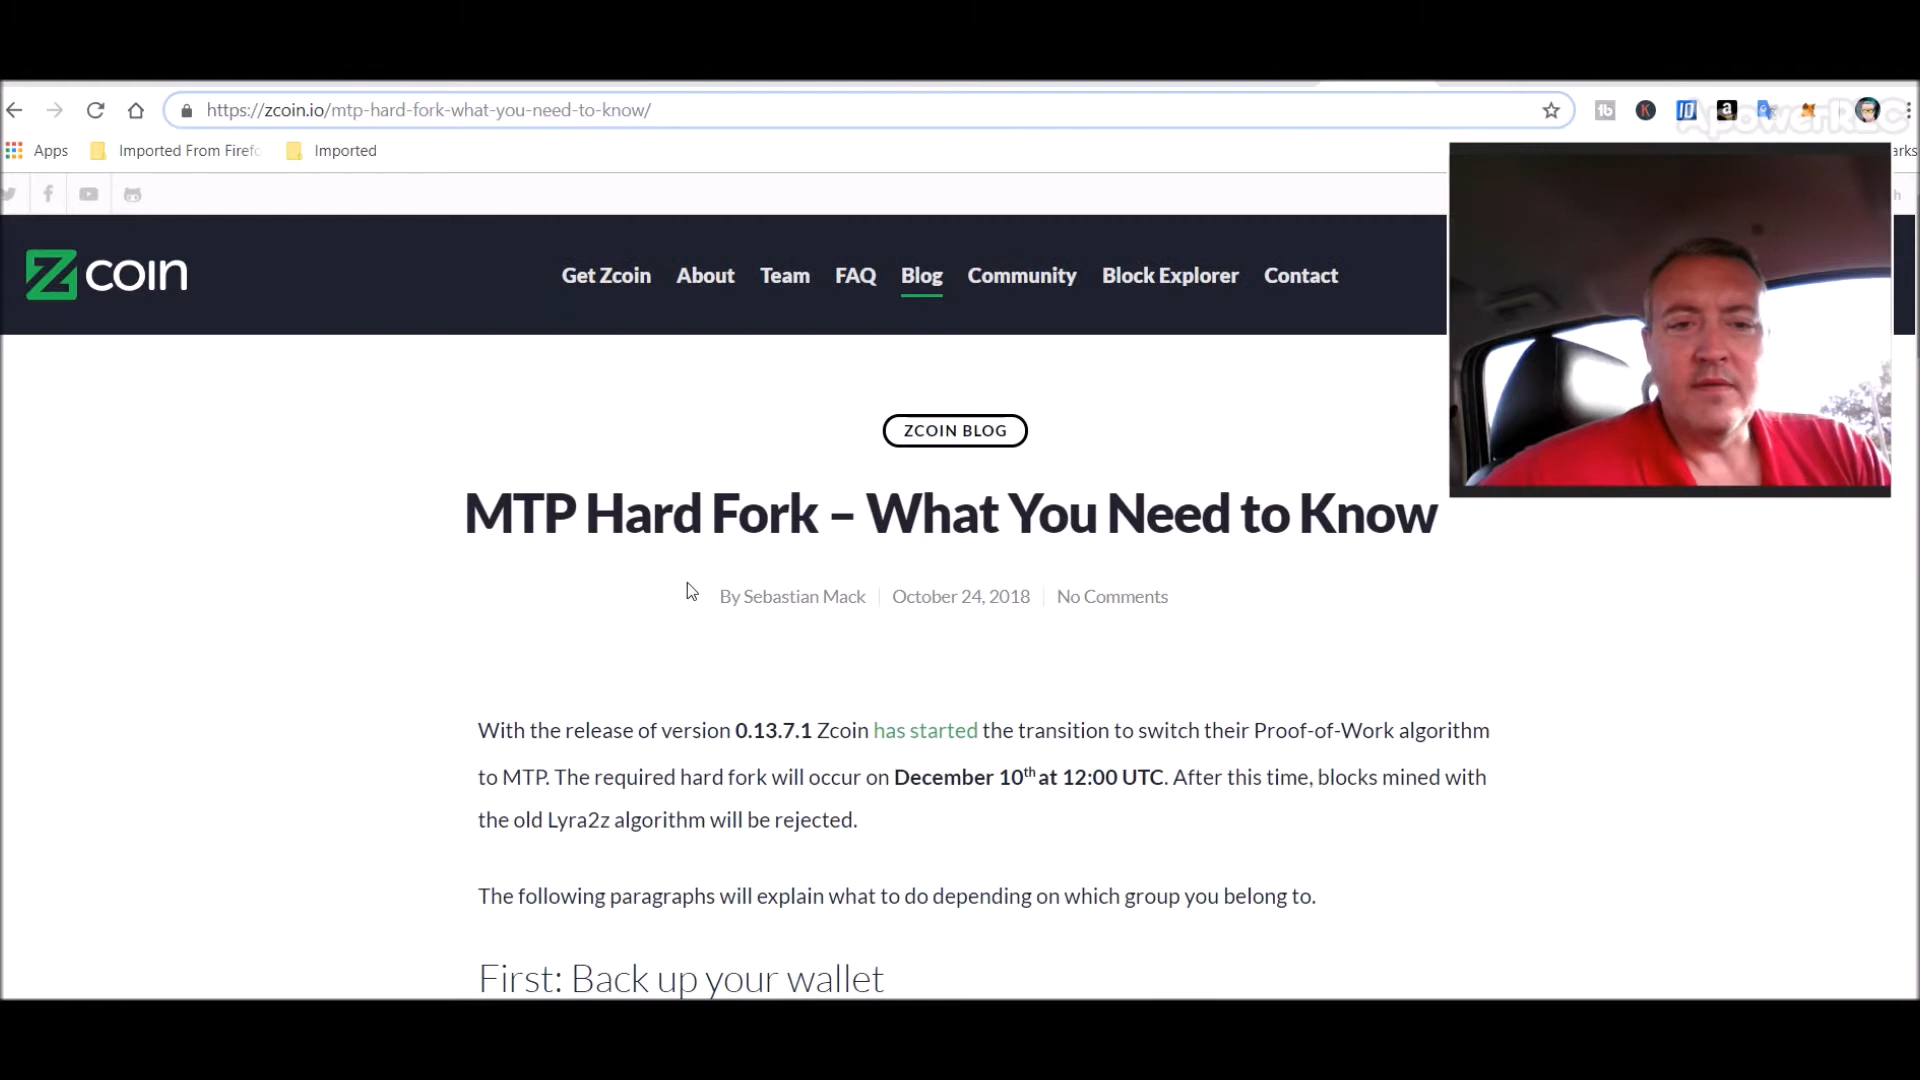 https://zcoin.io/mtp-hard-fork-what-you-need-to-know/
ApowerREC
Apps Imported From Firefo Imported arks
h
Zcoin Get Zcoin About Team FAQ Blog Community Block Explorer Contact
ZCOIN BLOG
MTP Hard Fork – What You Need to Know
By Sebastian Mack October 24, 2018 No Comments
With the release of version 0.13.7.1 Zcoin has started the transition to switch their Proof-of-Work algorithm
to MTP. The required hard fork will occur on December 10th at 12:00 UTC. After this time, blocks mined with
the old Lyra2z algorithm will be rejected.
The following paragraphs will explain what to do depending on which group you belong to.
First: Back up your wallet